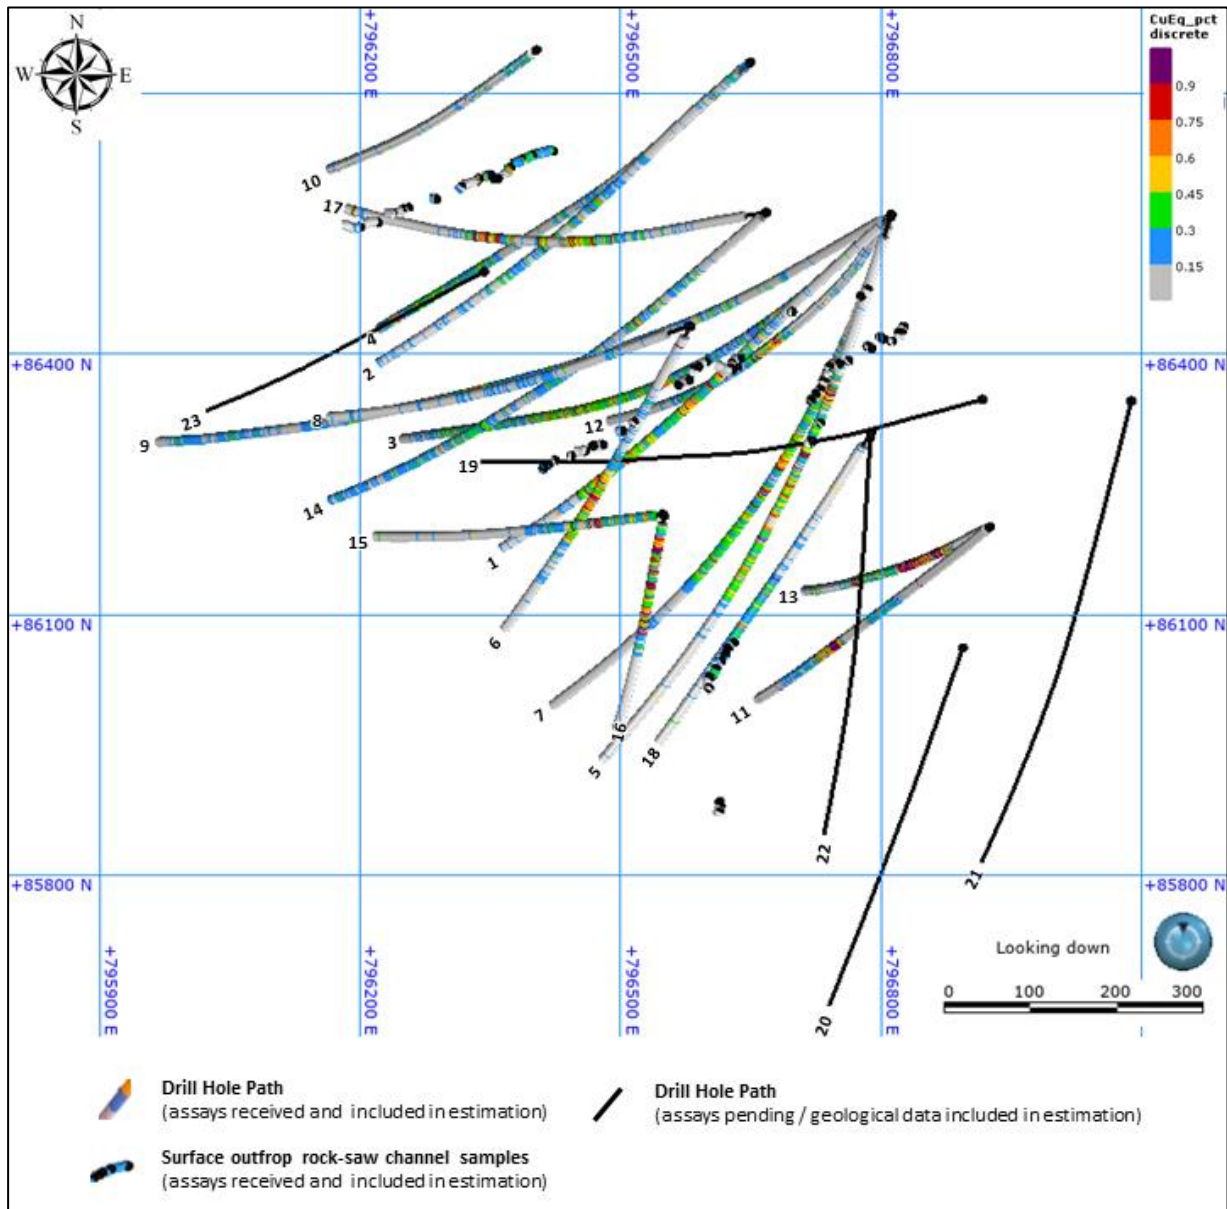 N
W E
S
+796200 E
+796500 E
+796800 E
CuEq_pct
discrete
0.9
0.75
0.6
0.45
0.3
0.15
10
17
4
2
+86400 N
+86400 N
23
8
9
3
12
19
14
15
1
6
13
+86100 N
+86100 N
0
7
11
16
5
18
22
21
+85800 N
+85800 N
20
+795900 E
+796200 E
+796500 E
+796800 E
Looking down
0 100 200 300
Drill Hole Path
(assays received and included in estimation)
Drill Hole Path
(assays pending / geological data included in estimation)
Surface outfrop rock-saw channel samples
(assays received and included in estimation)